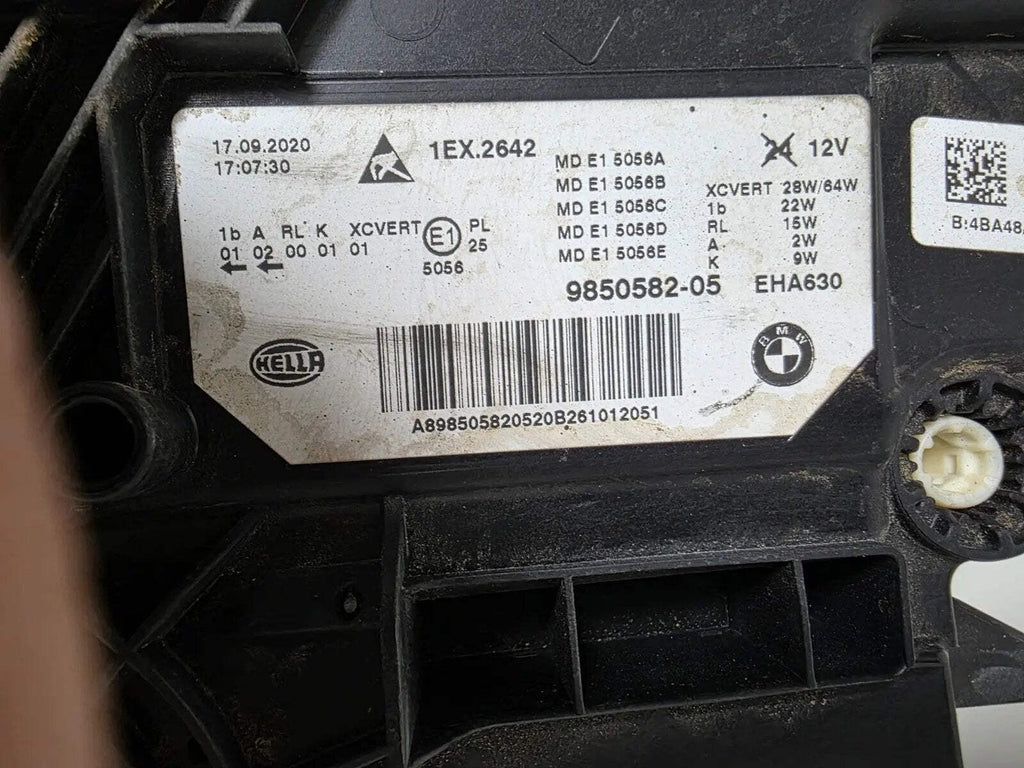 17.09.2020
17:07:30
1EX.2642
MD E1 5056A
MD E1 5056B
MD E1 5056C
MD E1 5056D
MD E1 5056E
24 12V
XCVERT 28W/64W
1b 22W
RL 15W
A 2W
K 9W
1b A RL K XCVERT
01 02 00 01 01
E1
5056
PL
25
9850582-05 EHA630
HELLA
BMW
A898505820520B261012051
B:4BA48